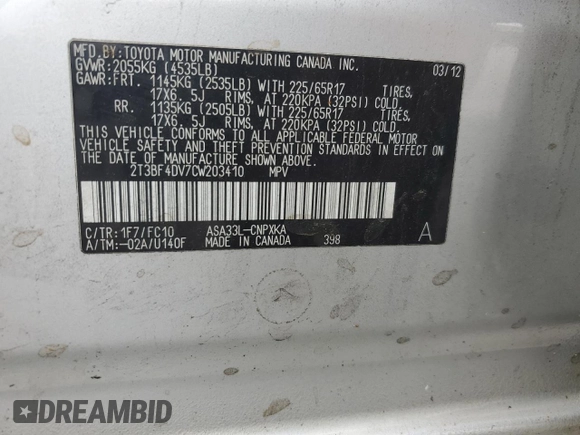 MFD.BY:TOYOTA MOTOR MANUFACTURING CANADA INC.
GVWR:2055KG (4535LB) 03/12
GAWR:FRT. 1145KG (2535LB) WITH 225/65R17 TIRES,
17X6. 5J RIMS, AT 220KPA (32PSI) COLD.
RR. 1135KG (2505LB) WITH 225/65R17 TIRES,
17X6. 5J RIMS, AT 220KPA (32PSI) COLD.
THIS VEHICLE CONFORMS TO ALL APPLICABLE FEDERAL MOTOR
VEHICLE SAFETY AND THEFT PREVENTION STANDARDS IN EFFECT
ON THE DATE OF MANUFACTURE SHOWN ABOVE.
2T3BF4DV7CW203410 MPV
C/TR:1F7/FC10 ASA33L-CNPXKA
A/TM:-02A/U140F MADE IN CANADA 398 A
DREAMBID